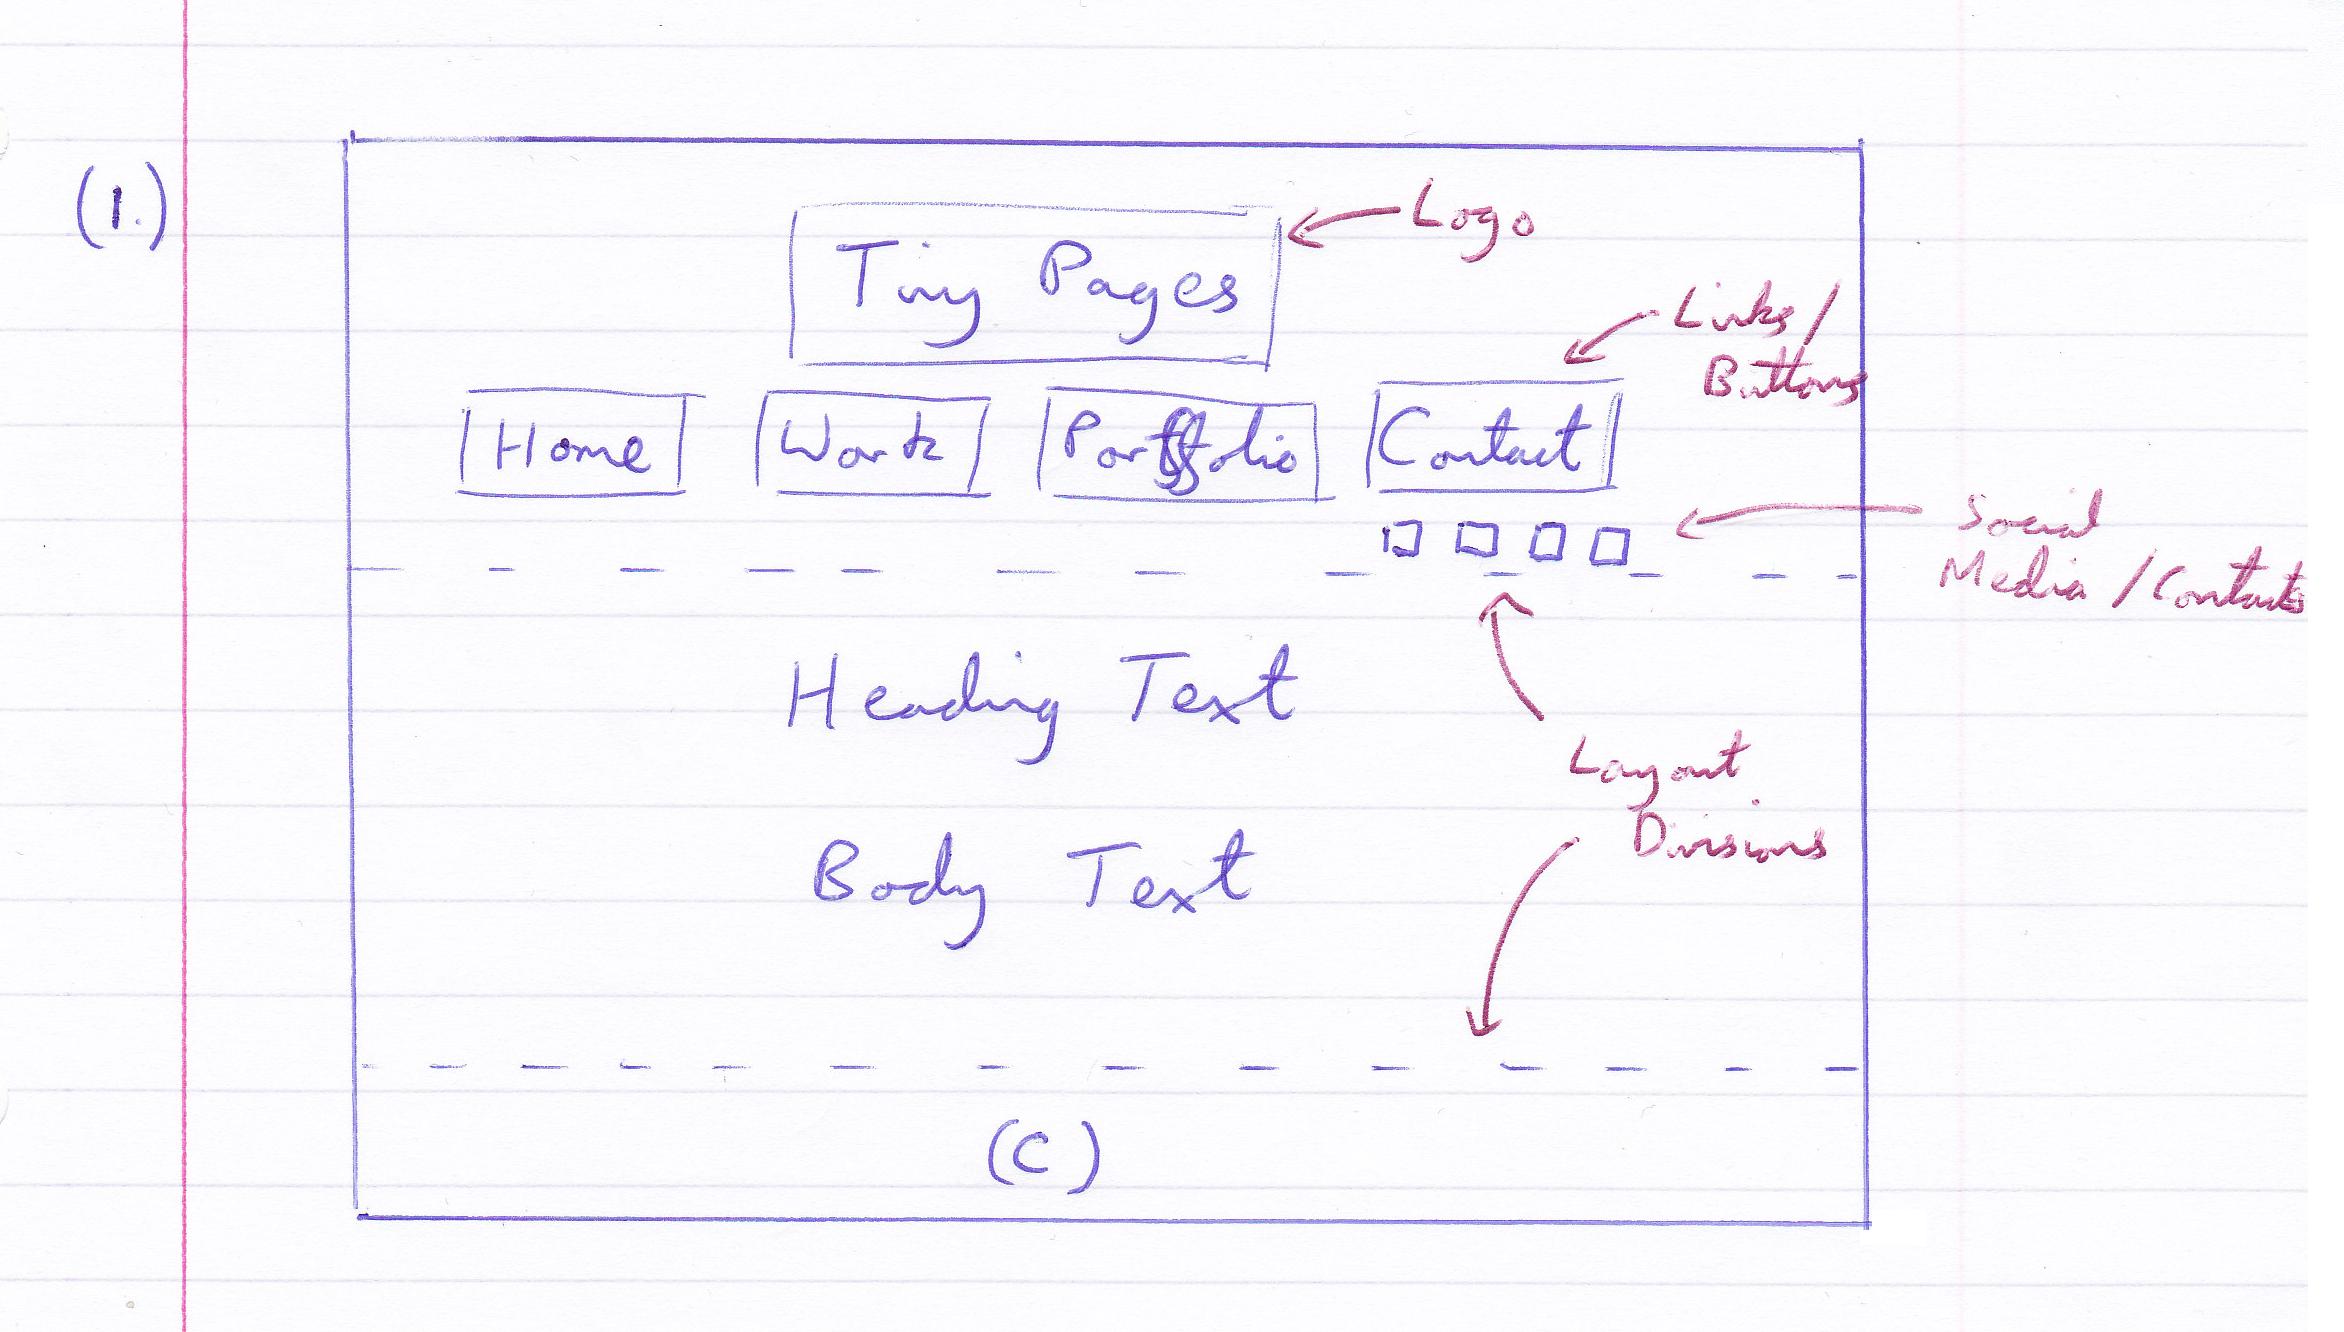 (1.)
Tiny Pages
Logo
Links/
Buttons
Home
Work
Portfolio
Contact
Social
Media / Contacts
Heading Text
Layout
Divisions
Body Text
(C)